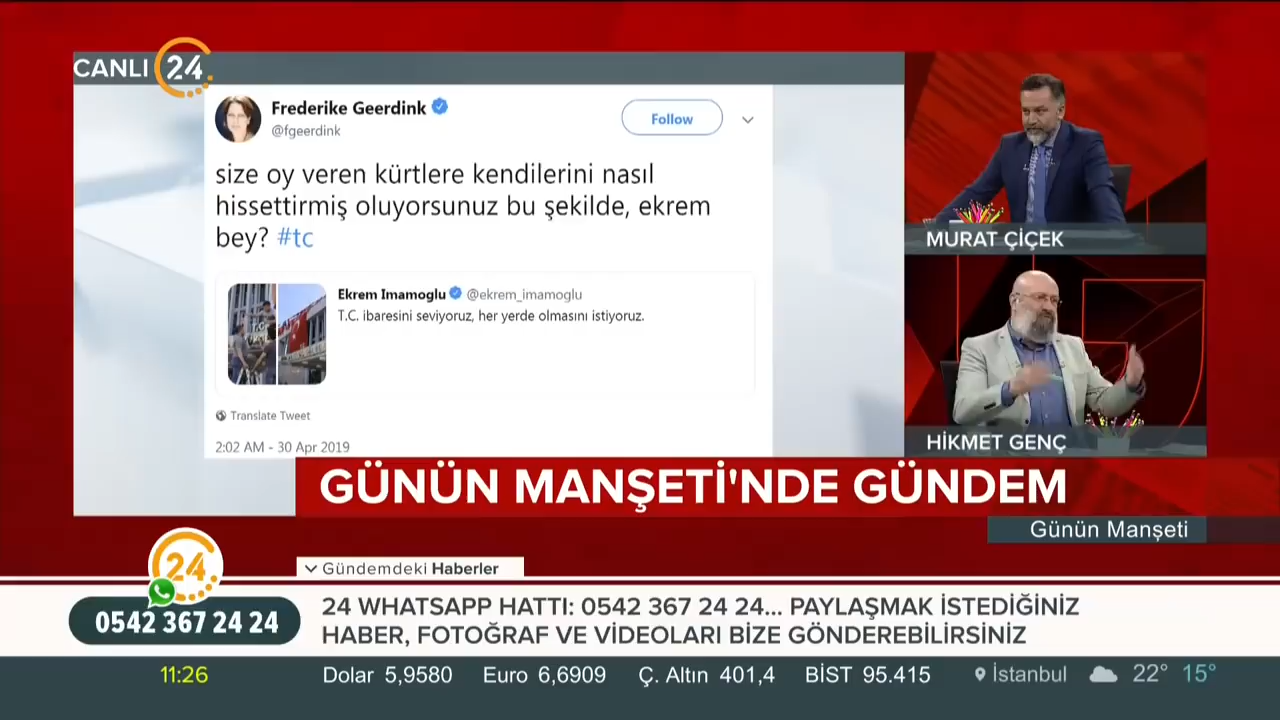 CANLI 24
Frederike Geerdink
@fgeerdink
Follow
size oy veren kürtlere kendilerini nasıl
hissettirmiş oluyorsunuz bu şekilde, ekrem
bey? #tc
Ekrem Imamoglu @ekrem_imamoglu
T.C. ibaresini seviyoruz, her yerde olmasını istiyoruz.
Translate Tweet
2:02 AM - 30 Apr 2019
MURAT ÇİÇEK
HİKMET GENÇ
GÜNÜN MANŞETİ'NDE GÜNDEM
Günün Manşeti
24
Gündemdeki Haberler
0542 367 24 24
24 WHATSAPP HATTI: 0542 367 24 24... PAYLAŞMAK İSTEDİĞİNİZ
HABER, FOTOĞRAF VE VİDEOLARI BİZE GÖNDEREBİLİRSİNİZ
11:26 Dolar 5,9580 Euro 6,6909 Ç. Altın 401,4 BİST 95.415 İstanbul 22° 15°